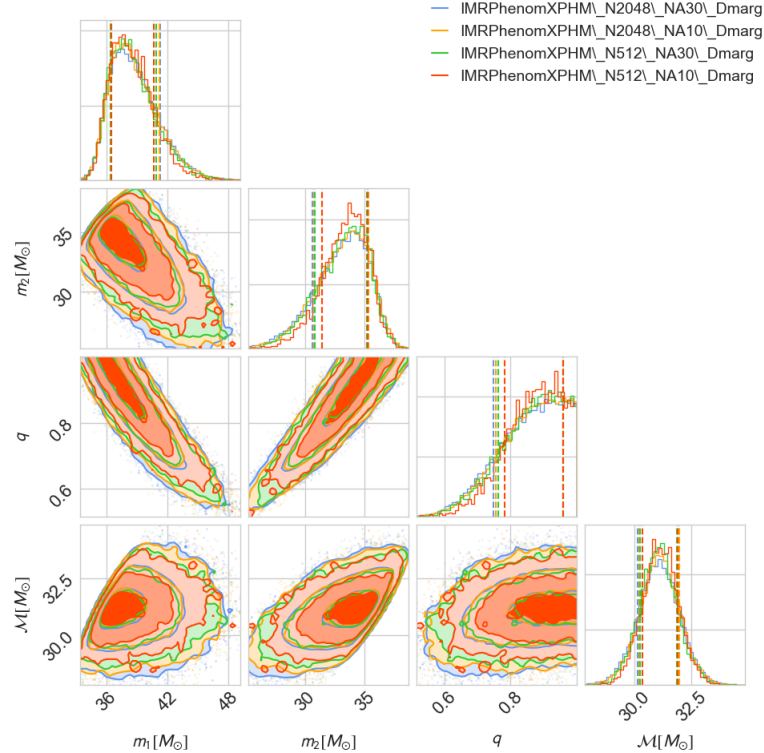 IMRPhenomXPHM\_N2048\_NA30\_Dmarg
IMRPhenomXPHM\_N2048\_NA10\_Dmarg
IMRPhenomXPHM\_N512\_NA30\_Dmarg
IMRPhenomXPHM\_N512\_NA10\_Dmarg
35
30
m₂[M⊙]
0.8
0.6
q
32.5
30.0
ℳ[M⊙]
36
42
48
30
35
0.6
0.8
30.0
32.5
m₁[M⊙]
m₂[M⊙]
q
ℳ[M⊙]